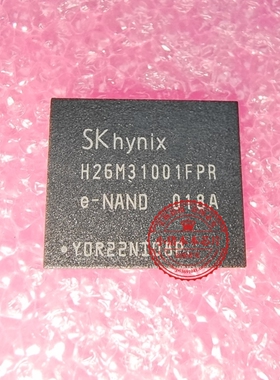 SKhynix
H26M31001FPR
e-NAND 018A